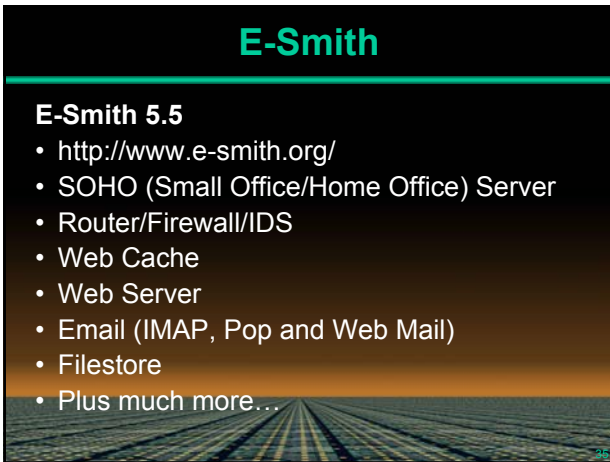 E-Smith
E-Smith 5.5
• http://www.e-smith.org/
• SOHO (Small Office/Home Office) Server
• Router/Firewall/IDS
• Web Cache
• Web Server
• Email (IMAP, Pop and Web Mail)
• Filestore
• Plus much more…
35